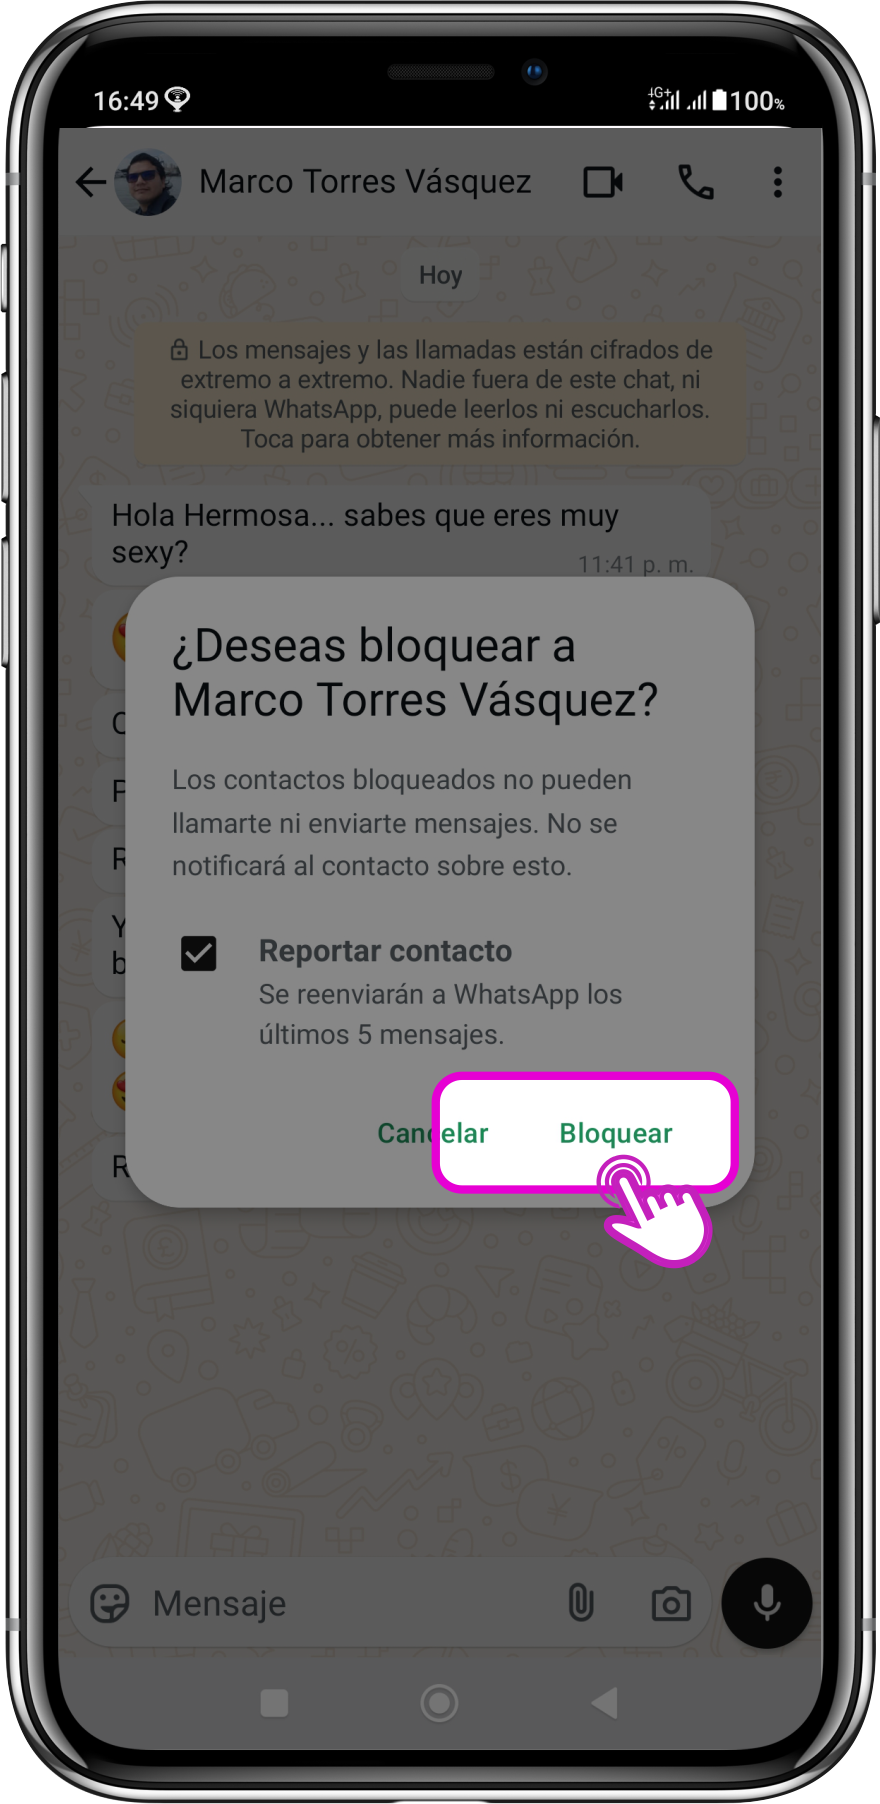 16:49
4G+ 100%
Marco Torres Vásquez
Hoy
Los mensajes y las llamadas están cifrados de
extremo a extremo. Nadie fuera de este chat, ni
siquiera WhatsApp, puede leerlos ni escucharlos.
Toca para obtener más información.
Hola Hermosa... sabes que eres muy
sexy?
11:41 p. m.
¿Deseas bloquear a
Marco Torres Vásquez?
Los contactos bloqueados no pueden
llamarte ni enviarte mensajes. No se
notificará al contacto sobre esto.
Reportar contacto
Se reenviarán a WhatsApp los
últimos 5 mensajes.
Cancelar Bloquear
Mensaje